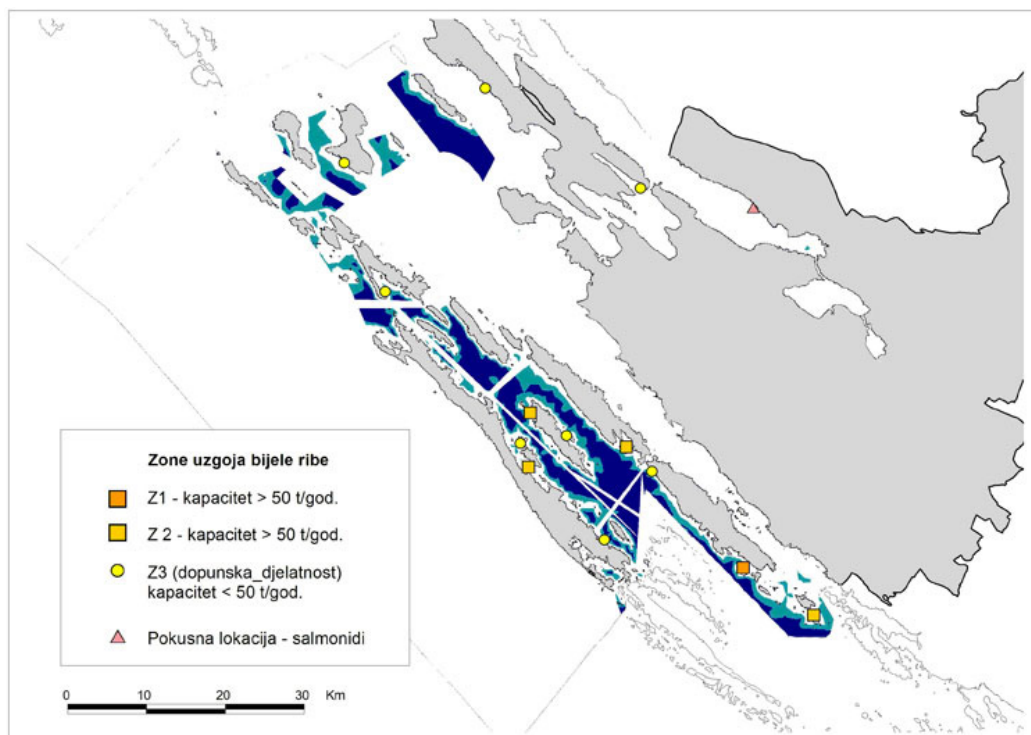 Zone uzgoja bijele ribe
Z1 - kapacitet > 50 t/god.
Z 2 - kapacitet > 50 t/god.
Z3 (dopunska_djelatnost)
kapacitet < 50 t/god.
Pokusna lokacija - salmonidi
0 10 20 30 Km